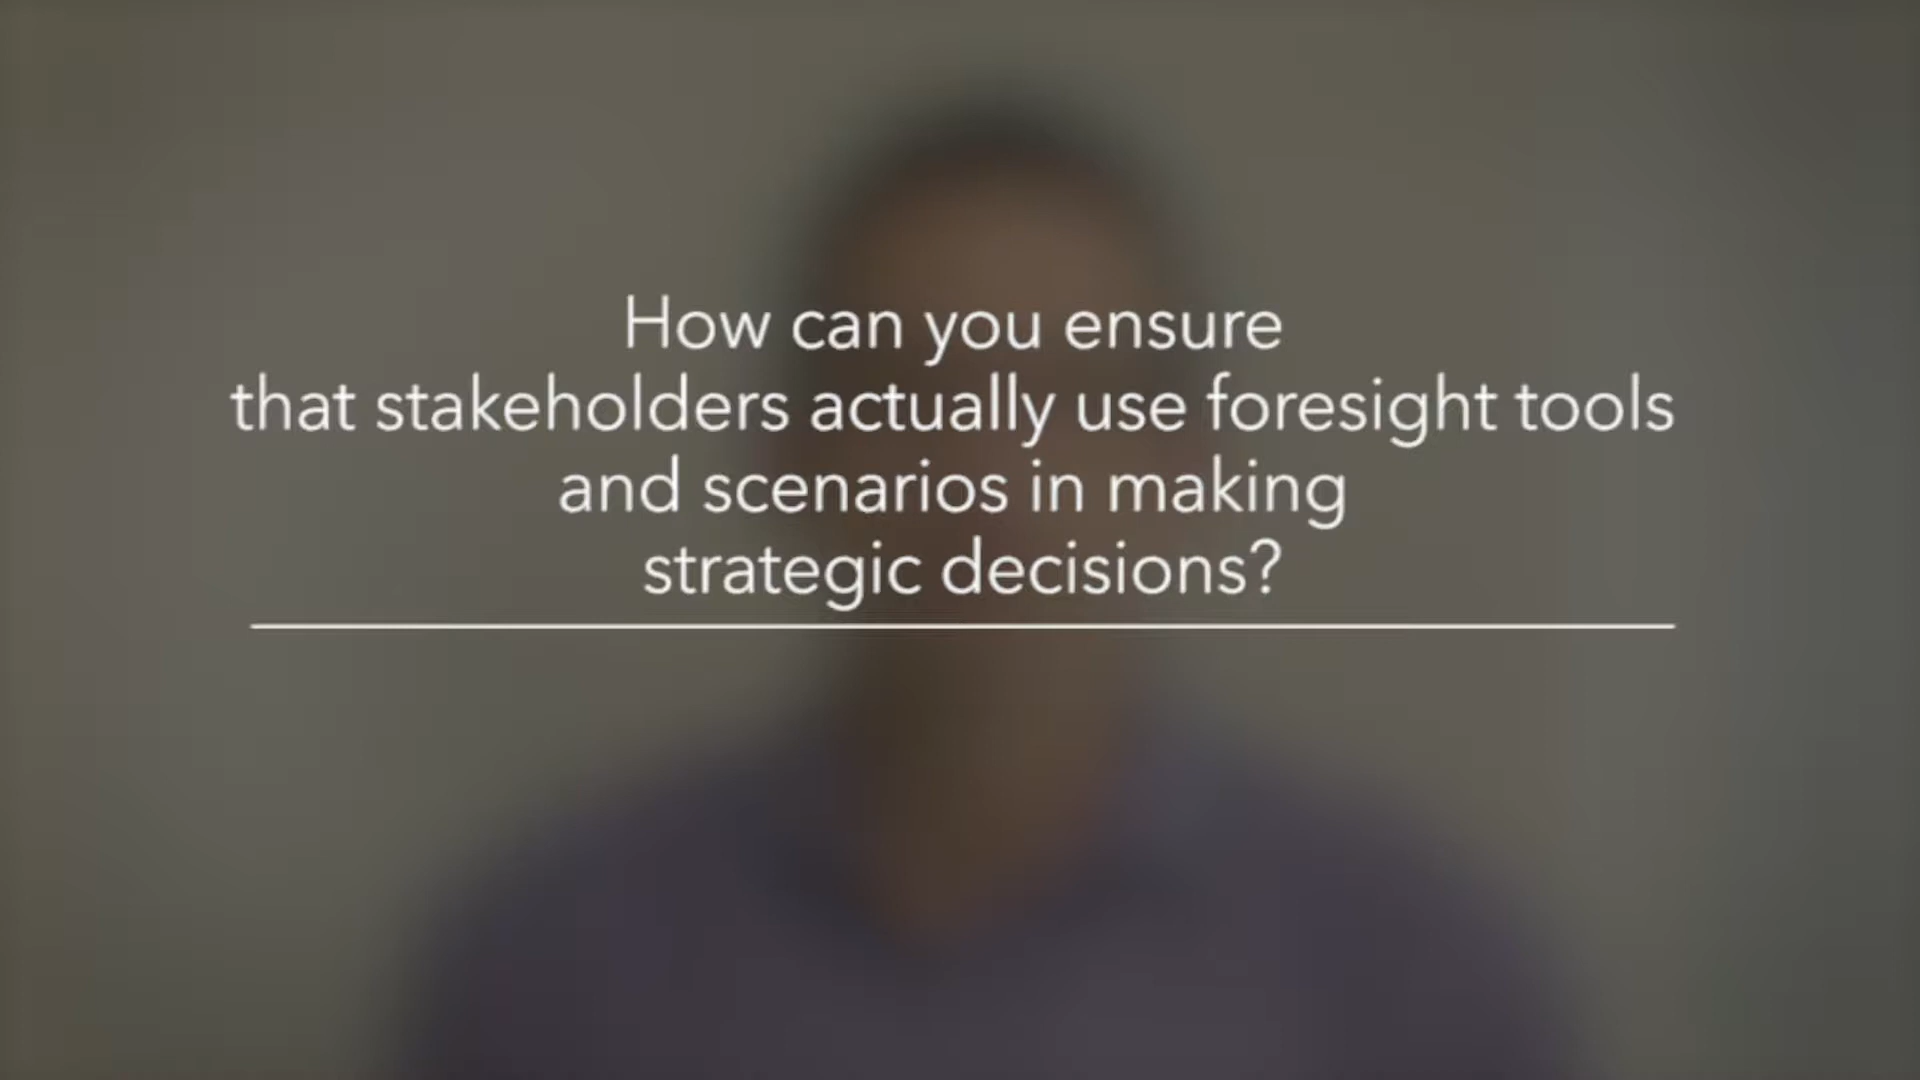 How can you ensure
that stakeholders actually use foresight tools
and scenarios in making
strategic decisions?